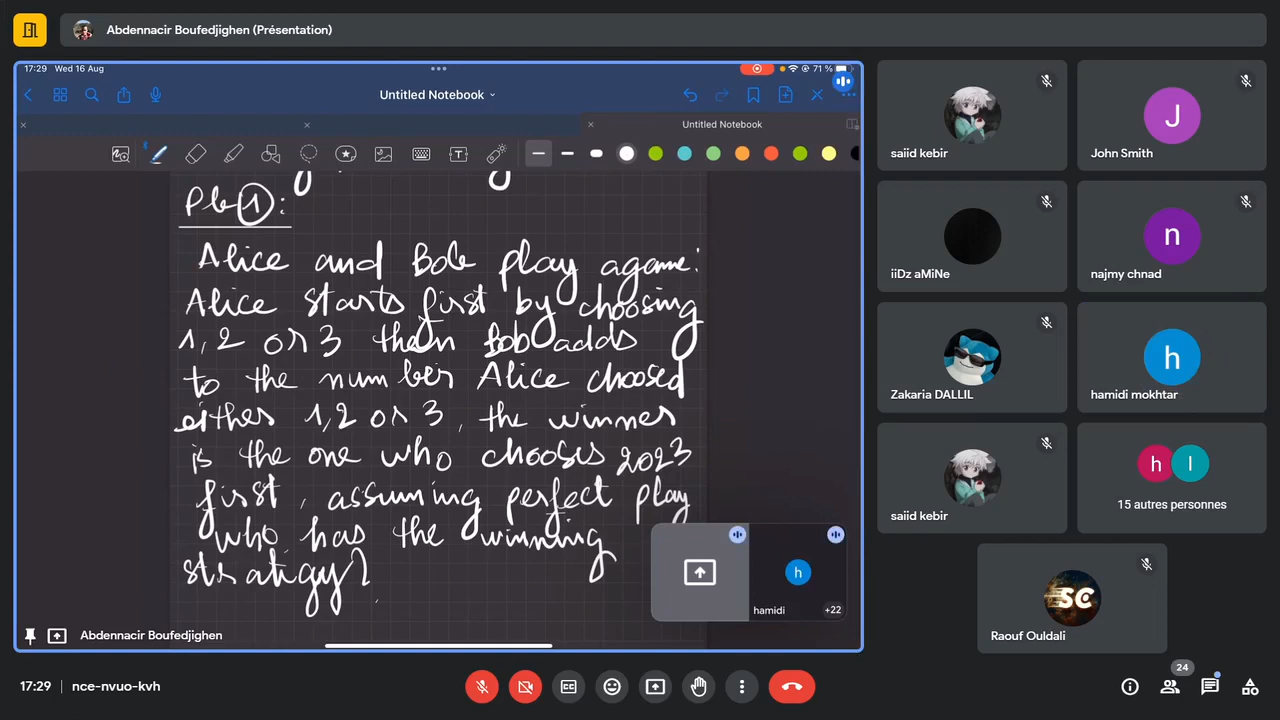 Abdennacir Boufedjighen (Présentation)
17:29 Wed 16 Aug
71 %
Untitled Notebook
Untitled Notebook
Pb 1 :
Alice and Bob play a game:
Alice starts first by choosing
1, 2 or 3 then Bob adds
to the number Alice choosed
either 1, 2 or 3, the winner
is the one who chooses 2023
first, assuming perfect play
who has the winning
strategy?
hamidi
+22
Abdennacir Boufedjighen
saiid kebir
J
John Smith
iiDz aMiNe
n
najmy chnad
Zakaria DALLIL
h
hamidi mokhtar
saiid kebir
h l
15 autres personnes
SC
Raouf Ouldali
h
17:29 nce-nvuo-kvh
24